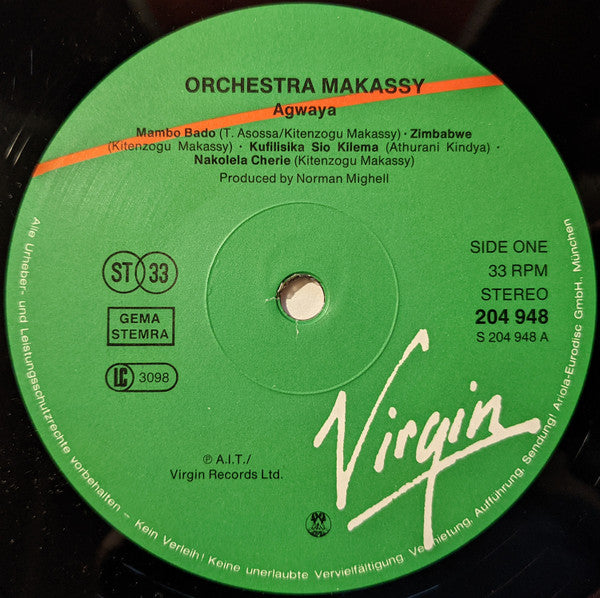 ORCHESTRA MAKASSY
Agwaya
Mambo Bado (T. Asossa/Kitenzogu Makassy) · Zimbabwe
(Kitenzogu Makassy) · Kufilisika Sio Kilema (Athurani Kindya) ·
Nakolela Cherie (Kitenzogu Makassy)
Produced by Norman Mighell
ST 33
GEMA
STEMRA
LC 3098
SIDE ONE
33 RPM
STEREO
204 948
S 204 948 A
℗ A.I.T./
Virgin Records Ltd.
Virgin
Alle Urheber- und Leistungsschutzrechte vorbehalten – Kein Verleih! Keine unerlaubte Vervielfältigung, Vermietung, Aufführung, Sendung! Ariola-Eurodisc GmbH, München